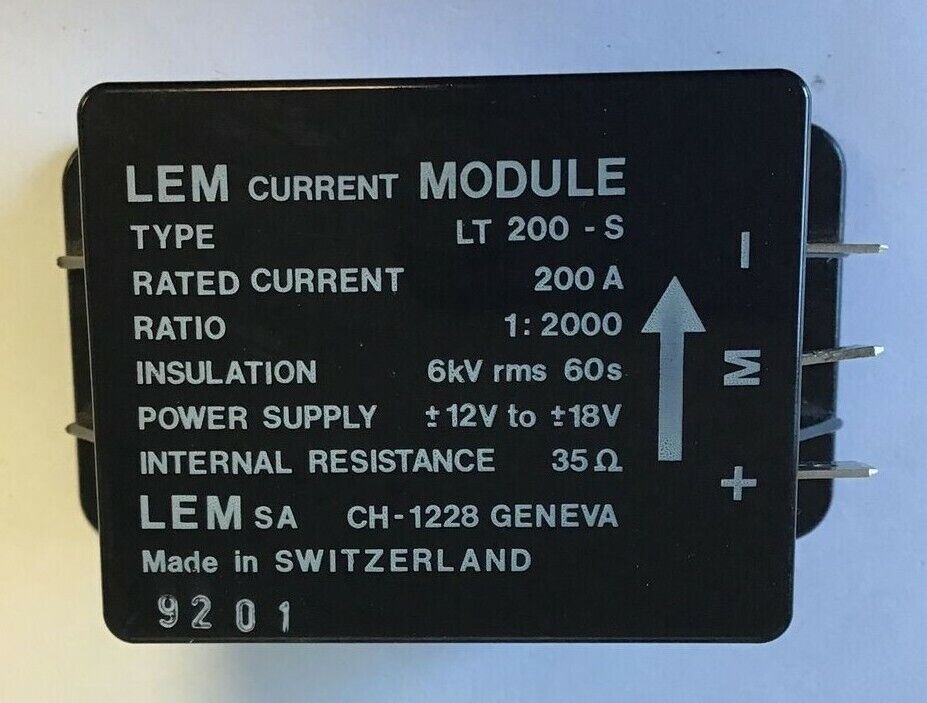 LEM CURRENT MODULE
TYPE LT 200 - S
RATED CURRENT 200 A
RATIO 1: 2000
INSULATION 6kV rms 60s
POWER SUPPLY ±12V to ±18V
INTERNAL RESISTANCE 35Ω
LEM SA CH-1228 GENEVA
Made in SWITZERLAND
9201
-
M
+